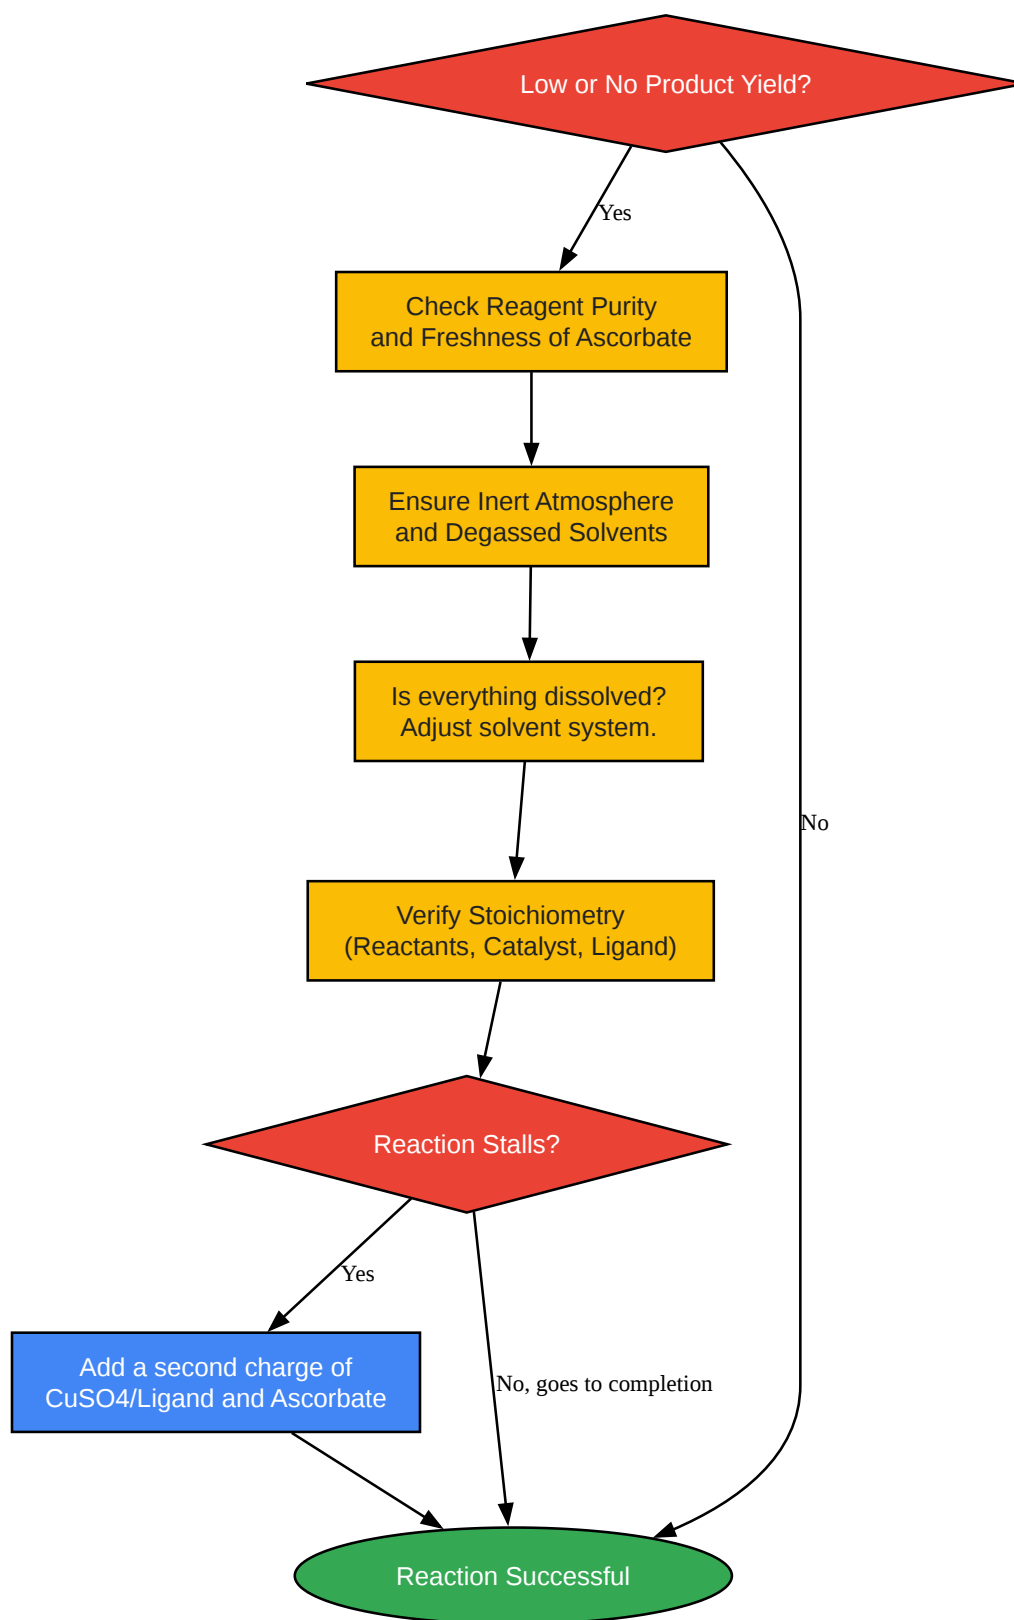 Low or No Product Yield?
Yes
Check Reagent Purity
and Freshness of Ascorbate
Ensure Inert Atmosphere
and Degassed Solvents
Is everything dissolved?
Adjust solvent system.
No
Verify Stoichiometry
(Reactants, Catalyst, Ligand)
Reaction Stalls?
Yes
Add a second charge of
CuSO4/Ligand and Ascorbate
No, goes to completion
Reaction Successful